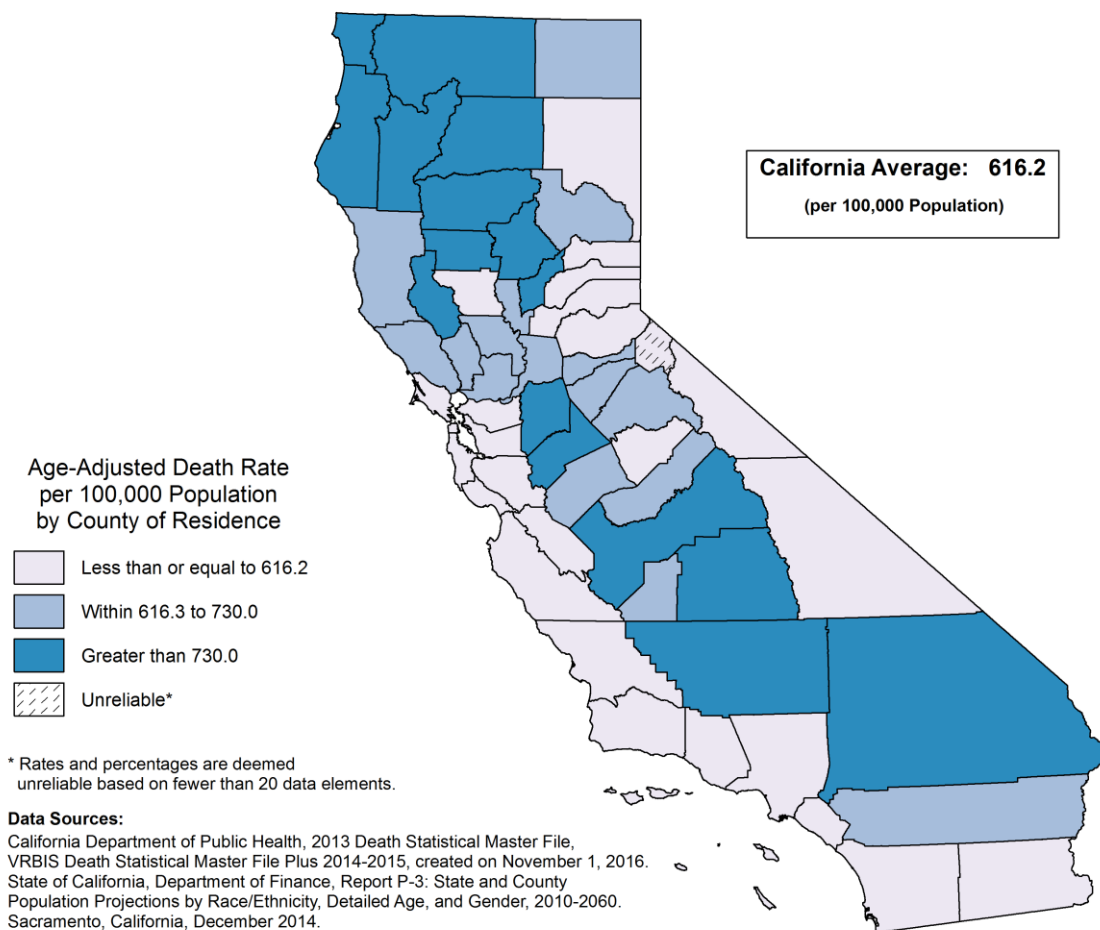 California Average: 616.2
(per 100,000 Population)
Age-Adjusted Death Rate
per 100,000 Population
by County of Residence
Less than or equal to 616.2
Within 616.3 to 730.0
Greater than 730.0
Unreliable*
* Rates and percentages are deemed
unreliable based on fewer than 20 data elements.
Data Sources:
California Department of Public Health, 2013 Death Statistical Master File,
VRBIS Death Statistical Master File Plus 2014-2015, created on November 1, 2016.
State of California, Department of Finance, Report P-3: State and County
Population Projections by Race/Ethnicity, Detailed Age, and Gender, 2010-2060.
Sacramento, California, December 2014.